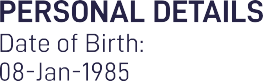 PERSONAL DETAILS
Date of Birth:
08-Jan-1985